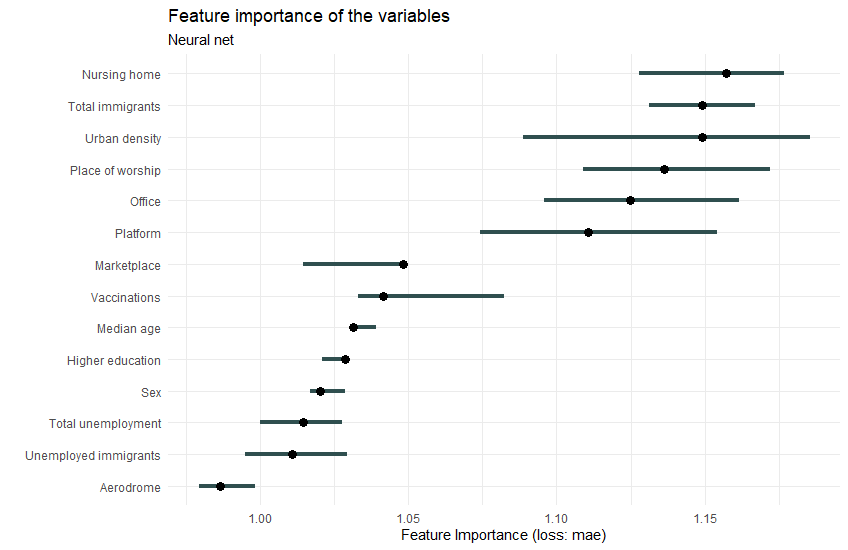 Feature importance of the variables
Neural net
Nursing home
Total immigrants
Urban density
Place of worship
Office
Platform
Marketplace
Vaccinations
Median age
Higher education
Sex
Total unemployment
Unemployed immigrants
Aerodrome
1.00 1.05 1.10 1.15
Feature Importance (loss: mae)